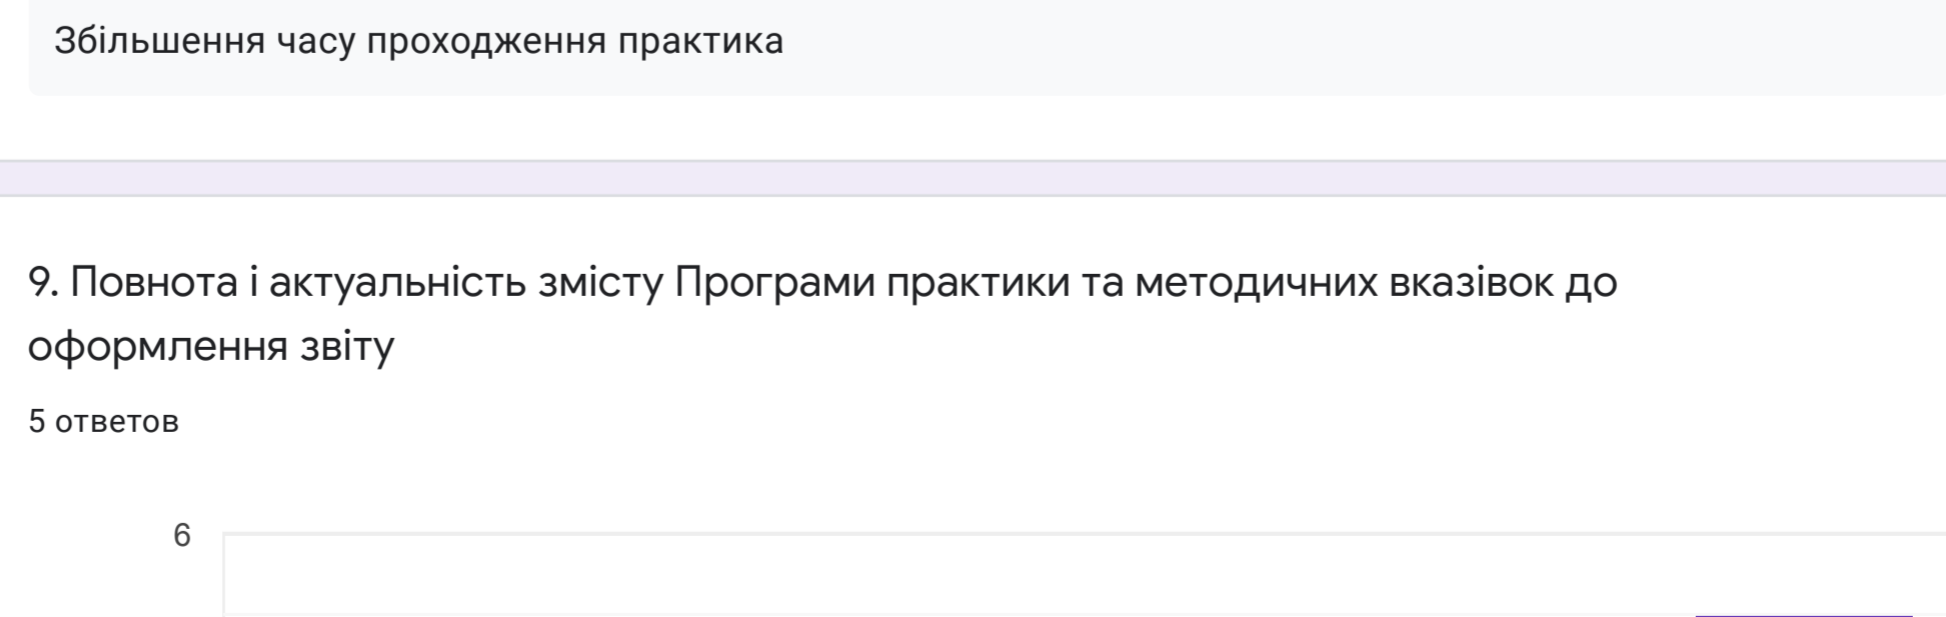 Збільшення часу проходження практика
9. Повнота і актуальність змісту Програми практики та методичних вказівок до
оформлення звіту
5 ответов
6